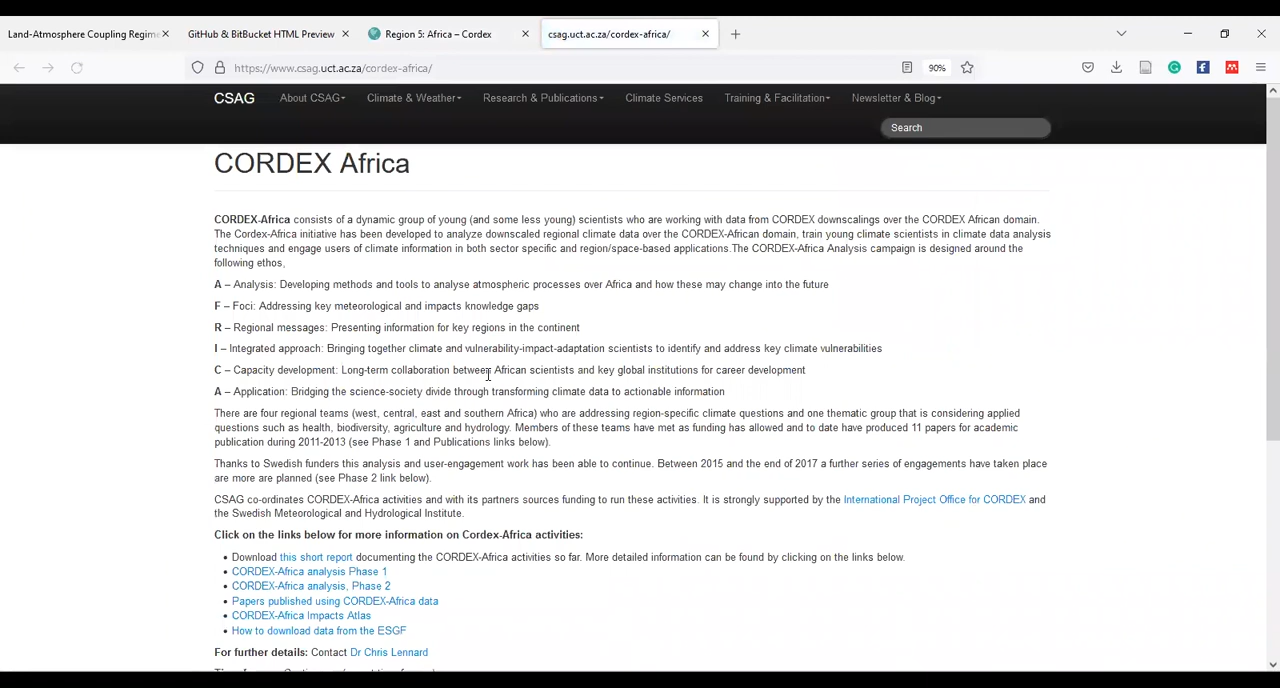 Land-Atmosphere Coupling Regime
GitHub & BitBucket HTML Preview
Region 5: Africa – Cordex
csag.uct.ac.za/cordex-africa/
https://www.csag.uct.ac.za/cordex-africa/
90%
CSAG About CSAG Climate & Weather Research & Publications Climate Services Training & Facilitation Newsletter & Blog
Search
CORDEX Africa
CORDEX-Africa consists of a dynamic group of young (and some less young) scientists who are working with data from CORDEX downscalings over the CORDEX African domain.
The Cordex-Africa initiative has been developed to analyze downscaled regional climate data over the CORDEX-African domain, train young climate scientists in climate data analysis
techniques and engage users of climate information in both sector specific and region/space-based applications.The CORDEX-Africa Analysis campaign is designed around the
following ethos,
A – Analysis: Developing methods and tools to analyse atmospheric processes over Africa and how these may change into the future
F – Foci: Addressing key meteorological and impacts knowledge gaps
R – Regional messages: Presenting information for key regions in the continent
I – Integrated approach: Bringing together climate and vulnerability-impact-adaptation scientists to identify and address key climate vulnerabilities
C – Capacity development: Long-term collaboration between African scientists and key global institutions for career development
A – Application: Bridging the science-society divide through transforming climate data to actionable information
There are four regional teams (west, central, east and southern Africa) who are addressing region-specific climate questions and one thematic group that is considering applied
questions such as health, biodiversity, agriculture and hydrology. Members of these teams have met as funding has allowed and to date have produced 11 papers for academic
publication during 2011-2013 (see Phase 1 and Publications links below).
Thanks to Swedish funders this analysis and user-engagement work has been able to continue. Between 2015 and the end of 2017 a further series of engagements have taken place
are more are planned (see Phase 2 link below).
CSAG co-ordinates CORDEX-Africa activities and with its partners sources funding to run these activities. It is strongly supported by the International Project Office for CORDEX and
the Swedish Meteorological and Hydrological Institute.
Click on the links below for more information on Cordex-Africa activities:
• Download this short report documenting the CORDEX-Africa activities so far. More detailed information can be found by clicking on the links below.
• CORDEX-Africa analysis Phase 1
• CORDEX-Africa analysis, Phase 2
• Papers published using CORDEX-Africa data
• CORDEX-Africa Impacts Atlas
• How to download data from the ESGF
For further details: Contact Dr Chris Lennard